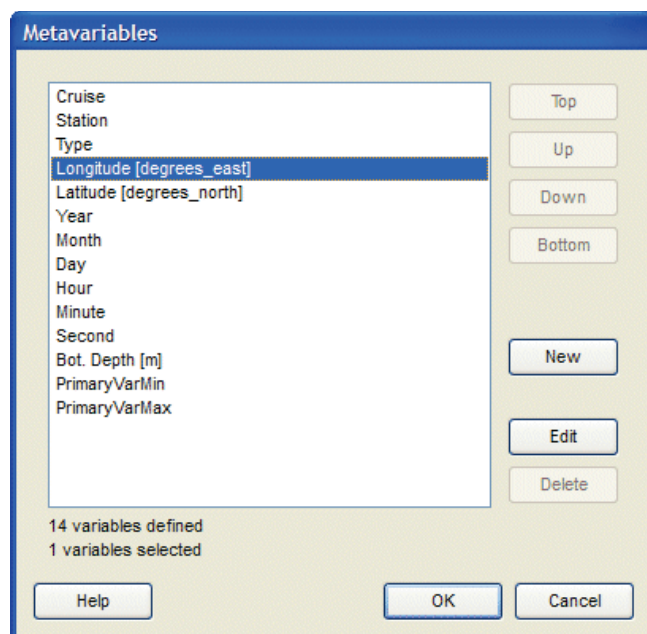 Metavariables
Cruise
Station
Type
Longitude [degrees_east]
Latitude [degrees_north]
Year
Month
Day
Hour
Minute
Second
Bot. Depth [m]
PrimaryVarMin
PrimaryVarMax
Top
Up
Down
Bottom
New
Edit
Delete
14 variables defined
1 variables selected
Help
OK
Cancel